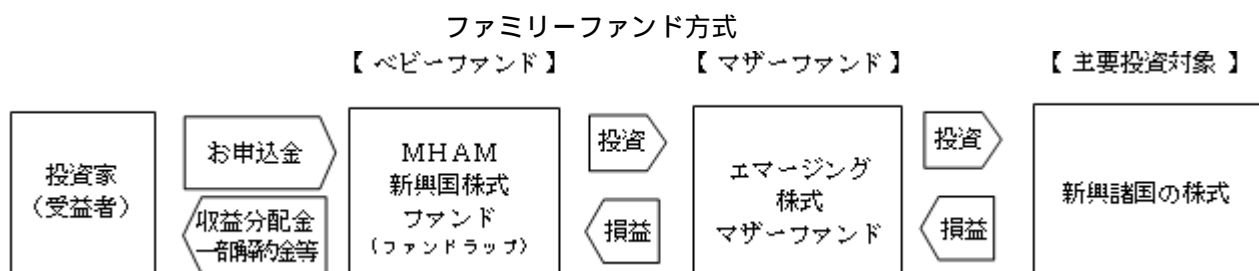 ファミリーファンド方式
【 ベビーファンド 】
【 マザーファンド 】
【 主要投資対象 】
投資家
（受益者）
お申込金
収益分配金
一部解約金等
ＭＨＡＭ
新興国株式
ファンド
（ファンドラップ）
投資
損益
エマージング
株式
マザーファンド
投資
損益
新興諸国の株式